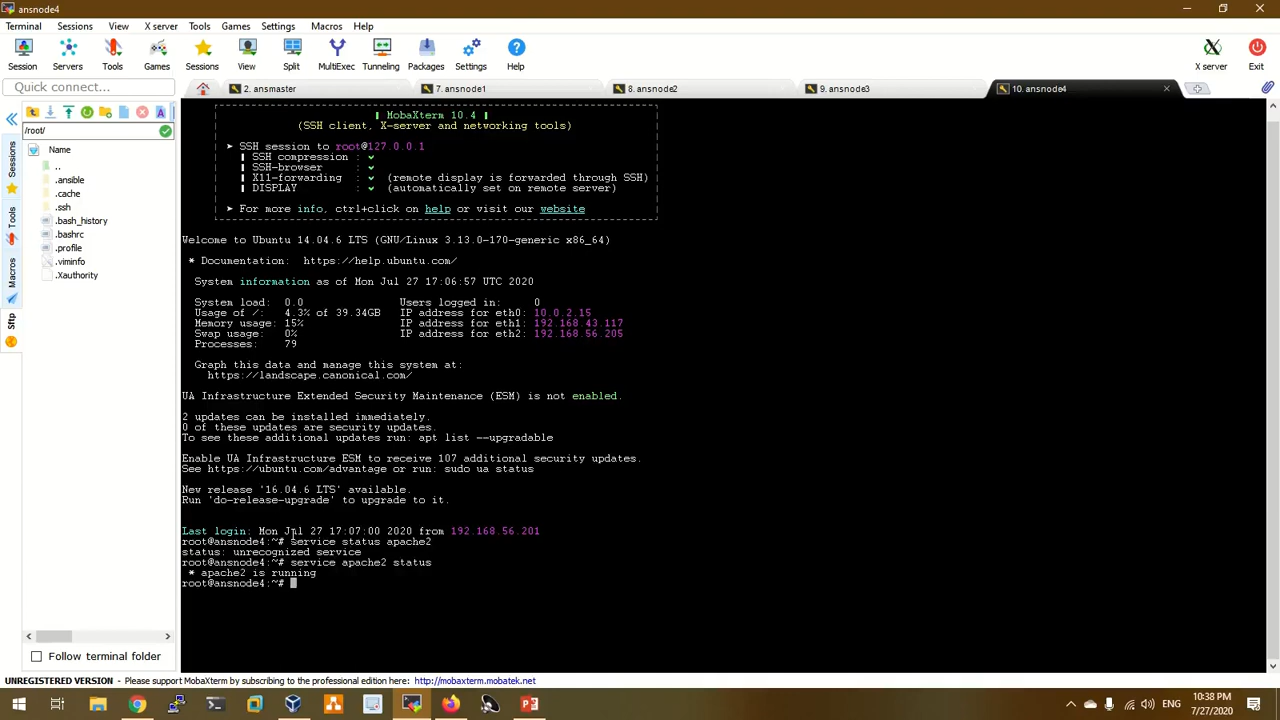 ansnode4
Terminal Sessions View X server Tools Games Settings Macros Help
Session Servers Tools Games Sessions View Split MultiExec Tunneling Packages Settings Help X server Exit
Quick connect...
2. ansmaster 7. ansnode1 8. ansnode2 9. ansnode3 10. ansnode4
/root/
Name
..
.ansible
.cache
.ssh
.bash_history
.bashrc
.profile
.viminfo
.Xauthority
Sessions
Tools
Macros
Sftp
Follow terminal folder
MobaXterm 10.4
(SSH client, X-server and networking tools)
➤ SSH session to root@127.0.0.1
SSH compression : ✔
SSH-browser : ✔
X11-forwarding : ✔ (remote display is forwarded through SSH)
DISPLAY : ✔ (automatically set on remote server)
➤ For more info, ctrl+click on help or visit our website
Welcome to Ubuntu 14.04.6 LTS (GNU/Linux 3.13.0-170-generic x86_64)
* Documentation: https://help.ubuntu.com/
System information as of Mon Jul 27 17:06:57 UTC 2020
System load: 0.0 Users logged in: 0
Usage of /: 4.3% of 39.34GB IP address for eth0: 10.0.2.15
Memory usage: 15% IP address for eth1: 192.168.43.117
Swap usage: 0% IP address for eth2: 192.168.56.205
Processes: 79
Graph this data and manage this system at:
https://landscape.canonical.com/
UA Infrastructure Extended Security Maintenance (ESM) is not enabled.
2 updates can be installed immediately.
0 of these updates are security updates.
To see these additional updates run: apt list --upgradable
Enable UA Infrastructure ESM to receive 107 additional security updates.
See https://ubuntu.com/advantage or run: sudo ua status
New release '16.04.6 LTS' available.
Run 'do-release-upgrade' to upgrade to it.
Last login: Mon Jul 27 17:07:00 2020 from 192.168.56.201
root@ansnode4:~# service status apache2
status: unrecognized service
root@ansnode4:~# service apache2 status
* apache2 is running
root@ansnode4:~#
UNREGISTERED VERSION - Please support MobaXterm by subscribing to the professional edition here: http://mobaxterm.mobatek.net
ENG
10:38 PM
7/27/2020